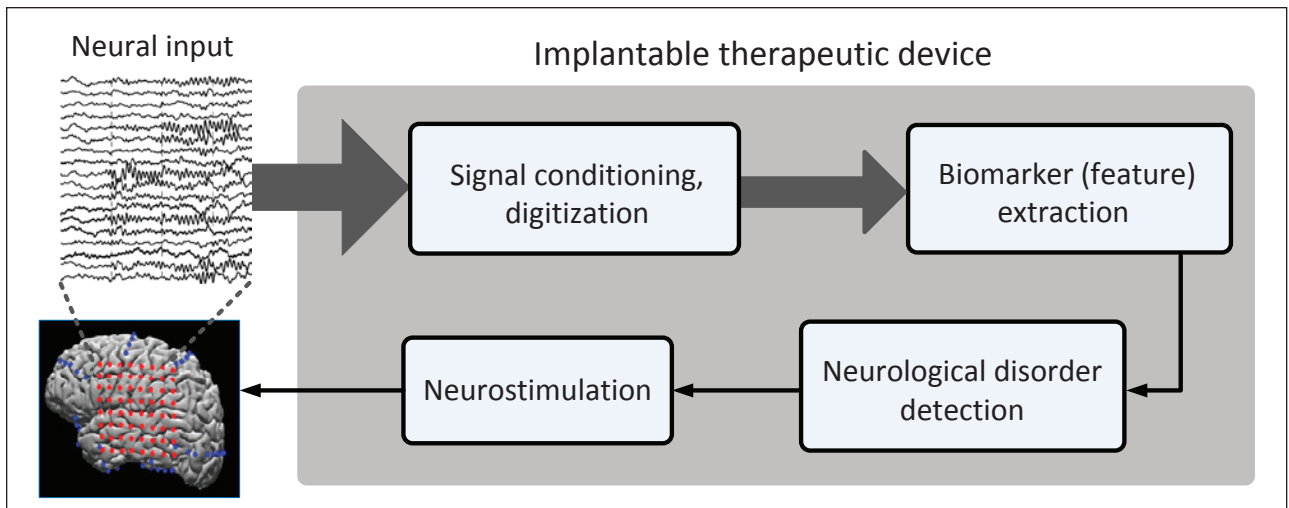 Neural input
Implantable therapeutic device
Signal conditioning,
digitization
Biomarker (feature)
extraction
Neurological disorder
detection
Neurostimulation